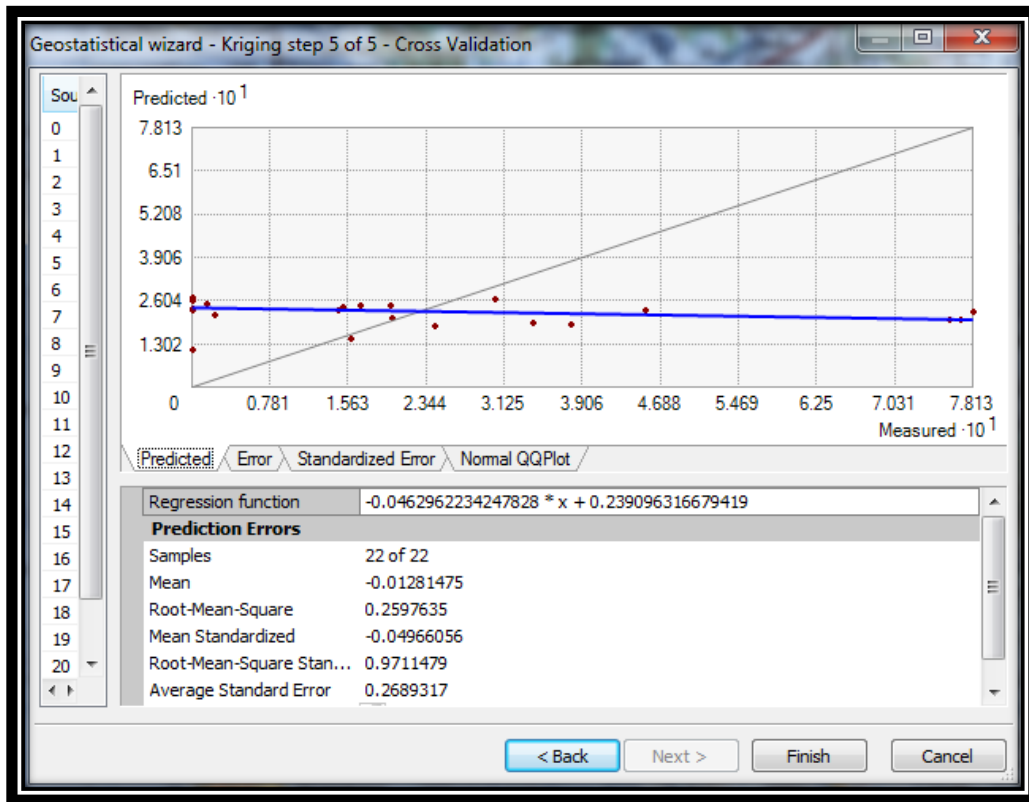 Geostatistical wizard - Kriging step 5 of 5 - Cross Validation
Sou
0
1
2
3
4
5
6
7
8
9
10
11
12
13
14
15
16
17
18
19
20
Predicted ·10 1
7.813
6.51
5.208
3.906
2.604
1.302
0 0.781 1.563 2.344 3.125 3.906 4.688 5.469 6.25 7.031 7.813
Measured ·10 1
Predicted Error Standardized Error Normal QQPlot
Regression function -0.0462962234247828 * x + 0.239096316679419
Prediction Errors
Samples 22 of 22
Mean -0.01281475
Root-Mean-Square 0.2597635
Mean Standardized -0.04966056
Root-Mean-Square Stan... 0.9711479
Average Standard Error 0.2689317
< Back Next > Finish Cancel